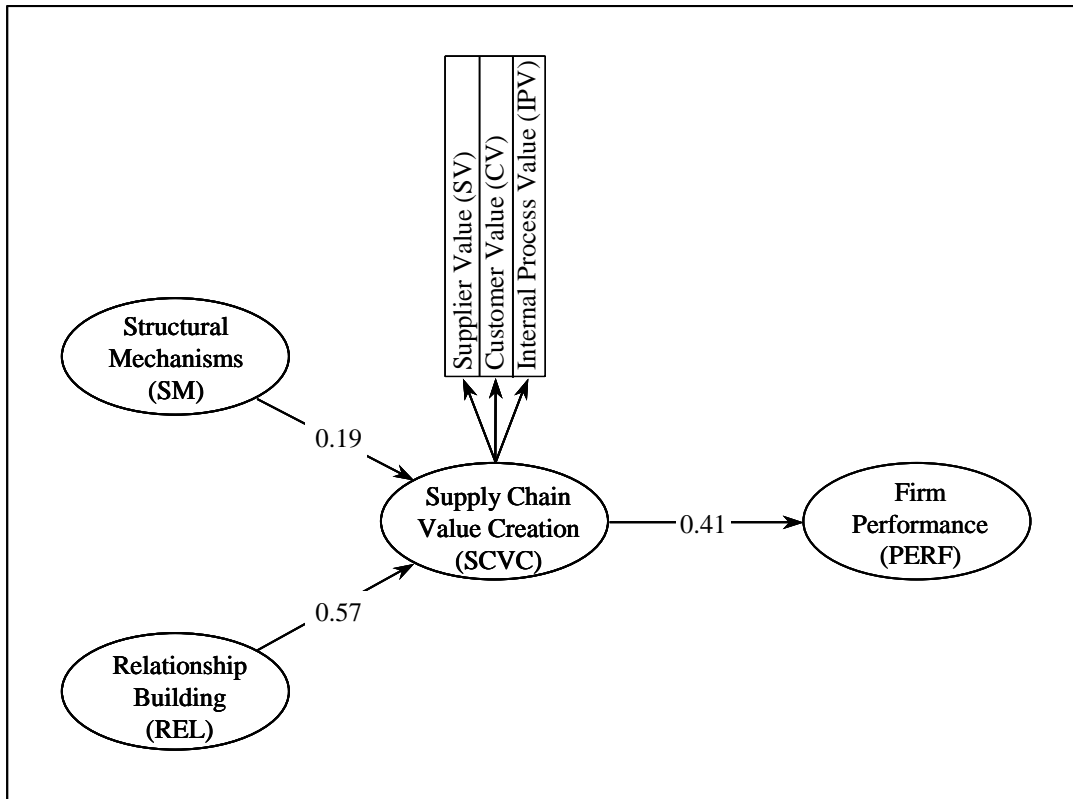 Supplier Value (SV)
Customer Value (CV)
Internal Process Value (IPV)
Structural
Mechanisms
(SM)
0.19
Supply Chain
Value Creation
(SCVC)
0.41
Firm
Performance
(PERF)
0.57
Relationship
Building
(REL)